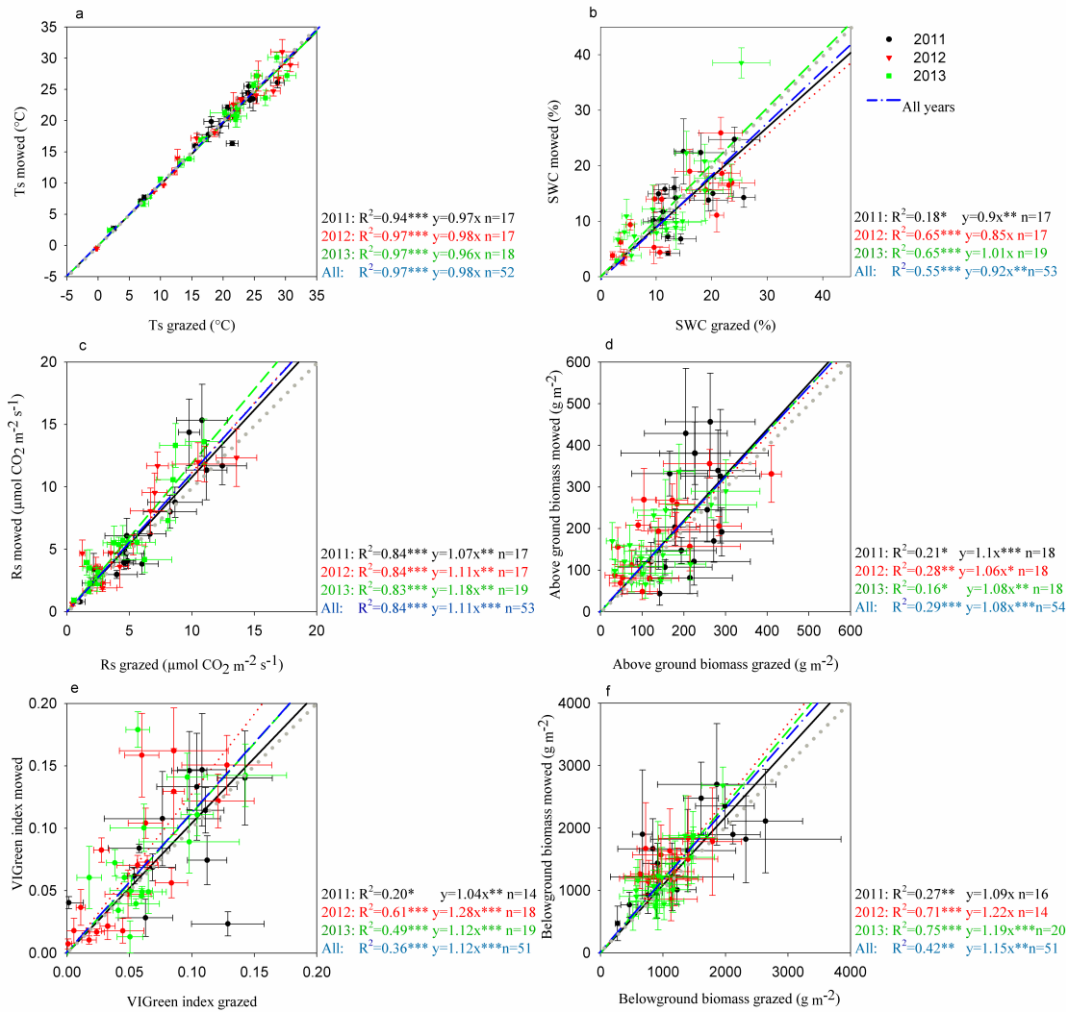 a
35
30
25
20
15
10
5
0
-5
-5 0 5 10 15 20 25 30 35
Ts mowed (°C)
Ts grazed (°C)
2011: R²=0.94*** y=0.97x n=17
2012: R²=0.97*** y=0.98x n=17
2013: R²=0.97*** y=0.96x n=18
All: R²=0.97*** y=0.98x n=52
b
40
30
20
10
0
0 10 20 30 40
SWC mowed (%)
SWC grazed (%)
2011
2012
2013
All years
2011: R²=0.18* y=0.9x** n=17
2012: R²=0.65*** y=0.85x n=17
2013: R²=0.65*** y=1.01x n=19
All: R²=0.55*** y=0.92x**n=53
c
20
15
10
5
0
0 5 10 15 20
Rs mowed (µmol CO₂ m⁻² s⁻¹)
Rs grazed (µmol CO₂ m⁻² s⁻¹)
2011: R²=0.84*** y=1.07x** n=17
2012: R²=0.84*** y=1.11x** n=17
2013: R²=0.83*** y=1.18x** n=19
All: R²=0.84*** y=1.11x*** n=53
d
600
500
400
300
200
100
0
0 100 200 300 400 500 600
Above ground biomass mowed (g m⁻²)
Above ground biomass grazed (g m⁻²)
2011: R²=0.21* y=1.1x*** n=18
2012: R²=0.28** y=1.06x* n=18
2013: R²=0.16* y=1.08x** n=18
All: R²=0.29*** y=1.08x***n=54
e
0.20
0.15
0.10
0.05
0.00
0.00 0.05 0.10 0.15 0.20
VIGreen index mowed
VIGreen index grazed
2011: R²=0.20* y=1.04x** n=14
2012: R²=0.61*** y=1.28x*** n=18
2013: R²=0.49*** y=1.12x*** n=19
All: R²=0.36*** y=1.12x***n=51
f
4000
3000
2000
1000
0
0 1000 2000 3000 4000
Belowground biomass mowed (g m⁻²)
Belowground biomass grazed (g m⁻²)
2011: R²=0.27** y=1.09x n=16
2012: R²=0.71*** y=1.22x n=14
2013: R²=0.75*** y=1.19x***n=20
All: R²=0.42** y=1.15x**n=51